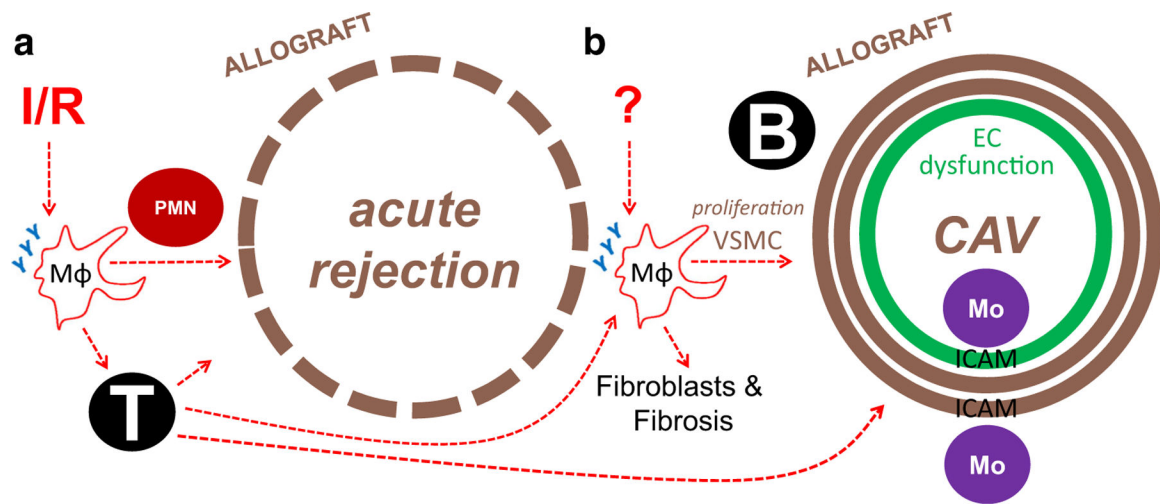 a
ALLOGRAFT
I/R
PMN
Mϕ
T
acute
rejection
b
ALLOGRAFT
?
B
Mϕ
proliferation
VSMC
Fibroblasts &
Fibrosis
EC
dysfunction
CAV
Mo
ICAM
ICAM
Mo